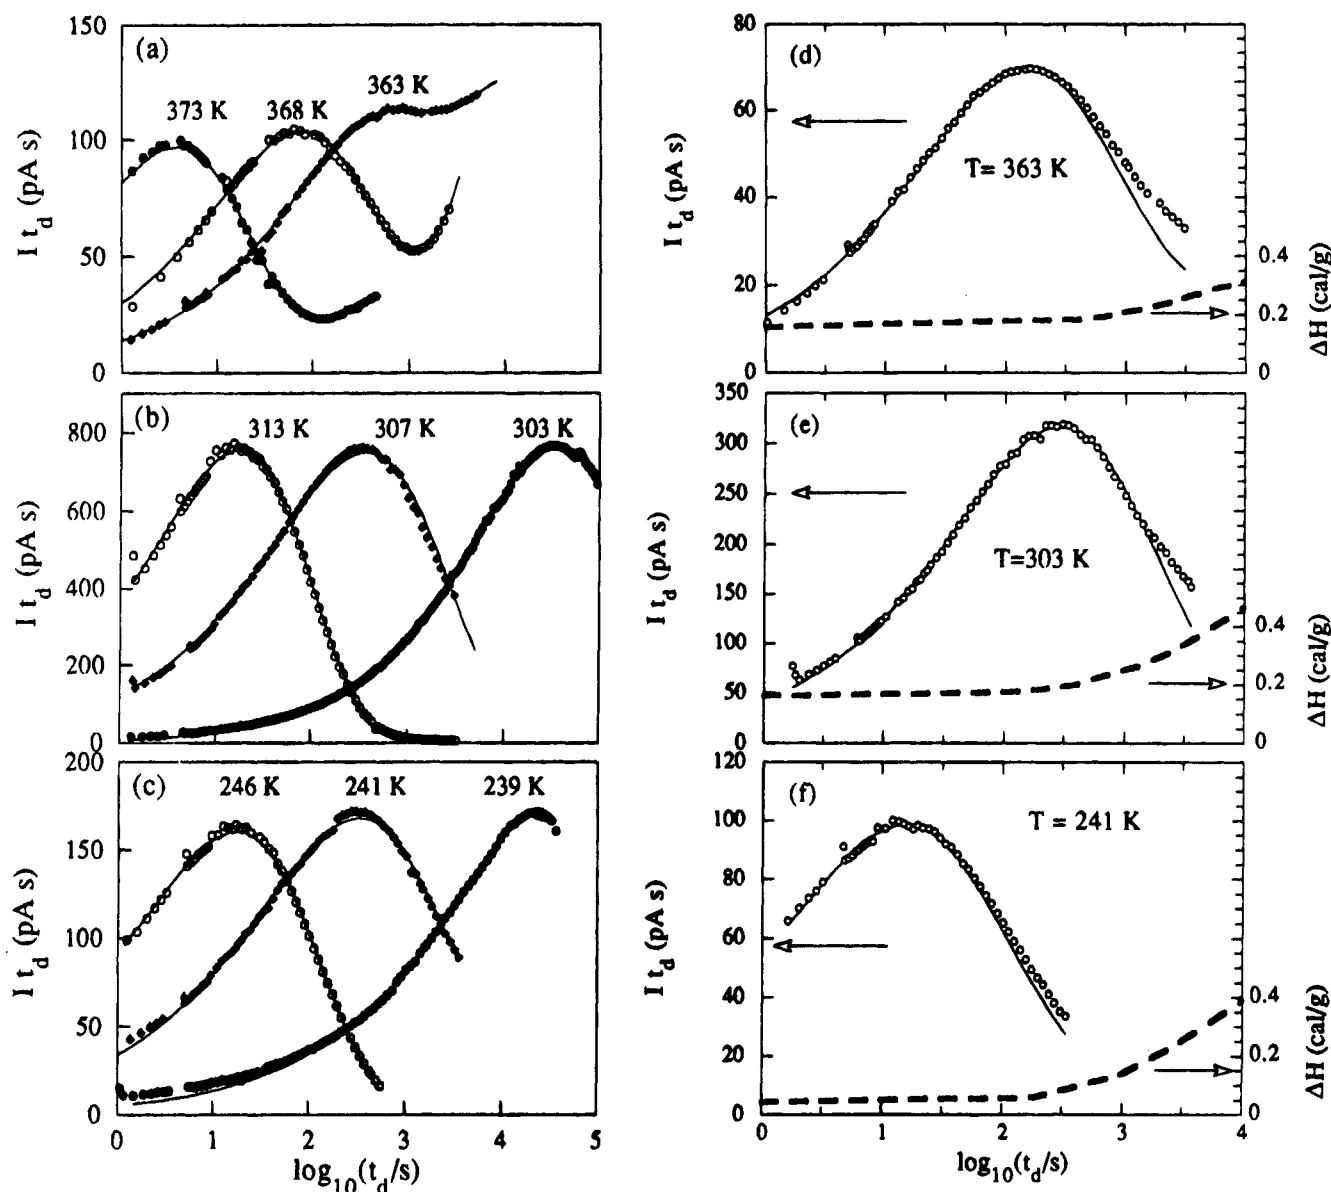 (a)
373 K
368 K
363 K
150
100
50
0
I t_d (pA s)
(b)
313 K
307 K
303 K
800
600
400
200
0
I t_d (pA s)
(c)
246 K
241 K
239 K
200
150
100
50
0
I t_d (pA s)
0 1 2 3 4 5
log₁₀(t_d/s)
(d)
T= 363 K
80
60
40
20
0
I t_d (pA s)
0.4
0.2
0
ΔH (cal/g)
(e)
T=303 K
350
300
250
200
150
100
50
0
I t_d (pA s)
0.4
0.2
0
ΔH (cal/g)
(f)
T = 241 K
120
100
80
60
40
20
0
I t_d (pA s)
0.4
0.2
0
ΔH (cal/g)
0 1 2 3 4
log₁₀(t_d/s)